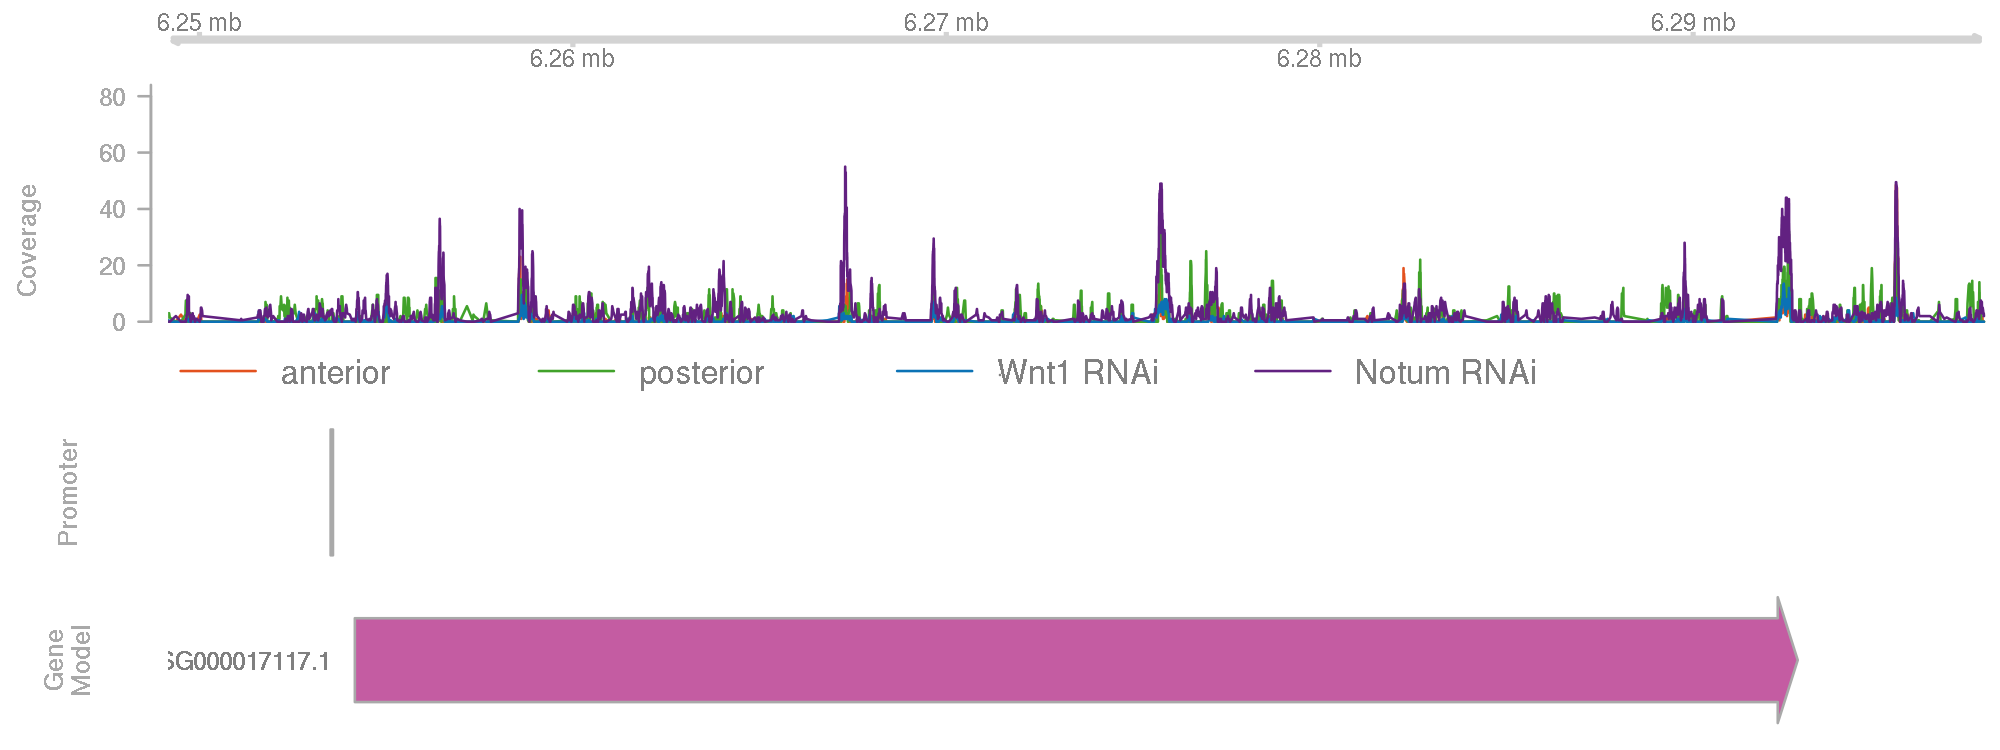 6.25 mb 6.27 mb 6.29 mb
6.26 mb 6.28 mb
Coverage
80
60
40
20
0
anterior posterior Wnt1 RNAi Notum RNAi
Promoter
Gene
Model
SG000017117.1